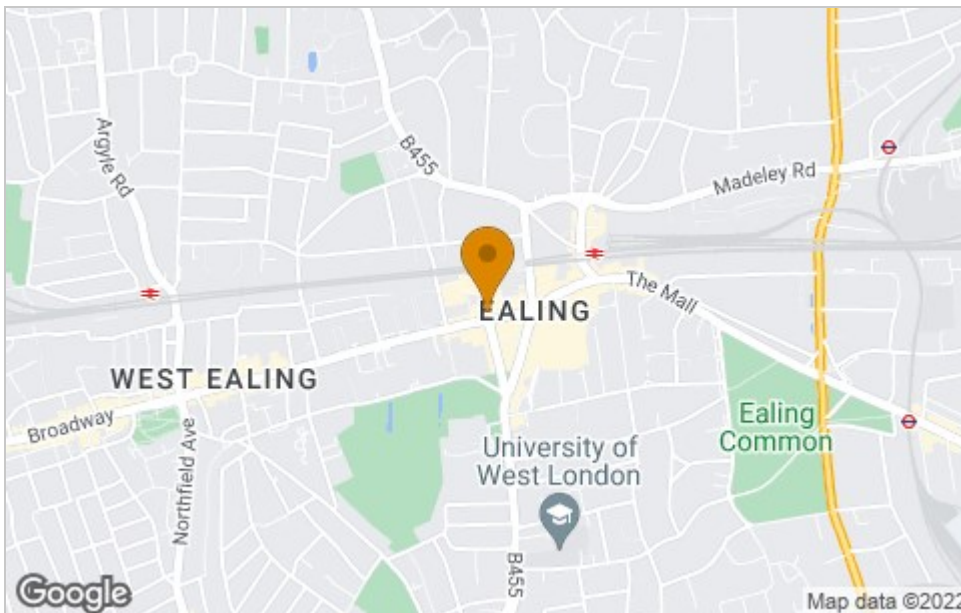 Argyle Rd
B455
Madeley Rd
The Mall
EALING
WEST EALING
Broadway
Northfield Ave
University of
West London
Ealing
Common
B455
Google
Map data ©2022